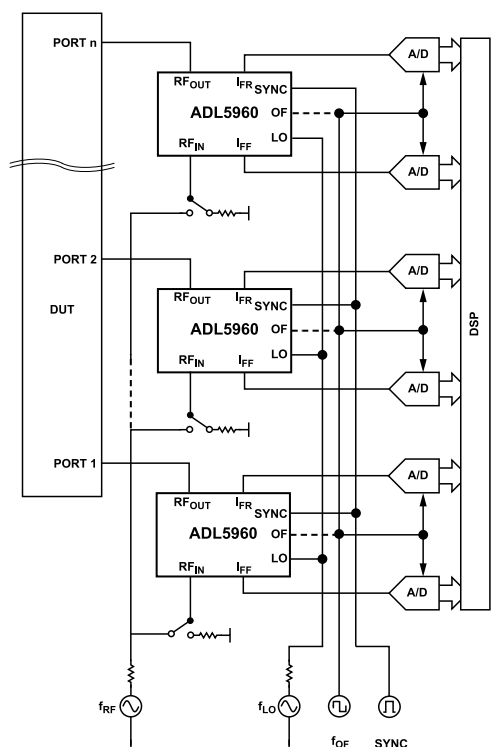 PORT n
RFOUT IFR
SYNC
ADL5960 OF
LO
RFIN IFF
A/D
A/D
PORT 2
DUT
RFOUT IFR
SYNC
ADL5960 OF
LO
RFIN IFF
A/D
A/D
DSP
PORT 1
RFOUT IFR
SYNC
ADL5960 OF
LO
RFIN IFF
A/D
A/D
fRF
fLO
fOF
SYNC